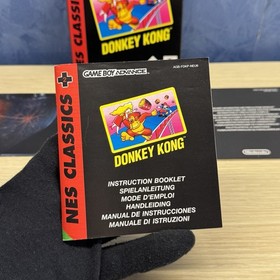 DONKEY KONG
NES CLASSICS
GAME BOY ADVANCE
DONKEY KONG
INSTRUCTION BOOKLET
SPIELANLEITUNG
MODE D'EMPLOI
HANDLEIDING
MANUAL DE INSTRUCCIONES
MANUALE DI ISTRUZIONI